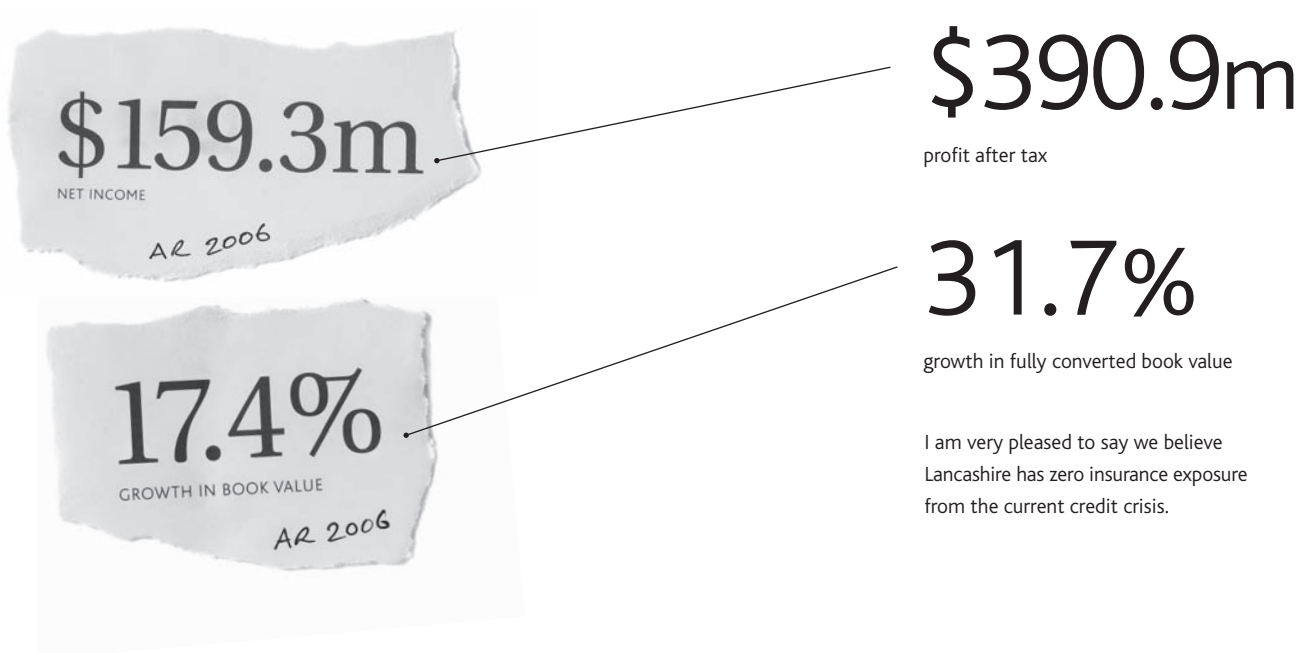 $159.3m
NET INCOME
AR 2006
$390.9m
profit after tax
17.4%
GROWTH IN BOOK VALUE
AR 2006
31.7%
growth in fully converted book value
I am very pleased to say we believe
Lancashire has zero insurance exposure
from the current credit crisis.